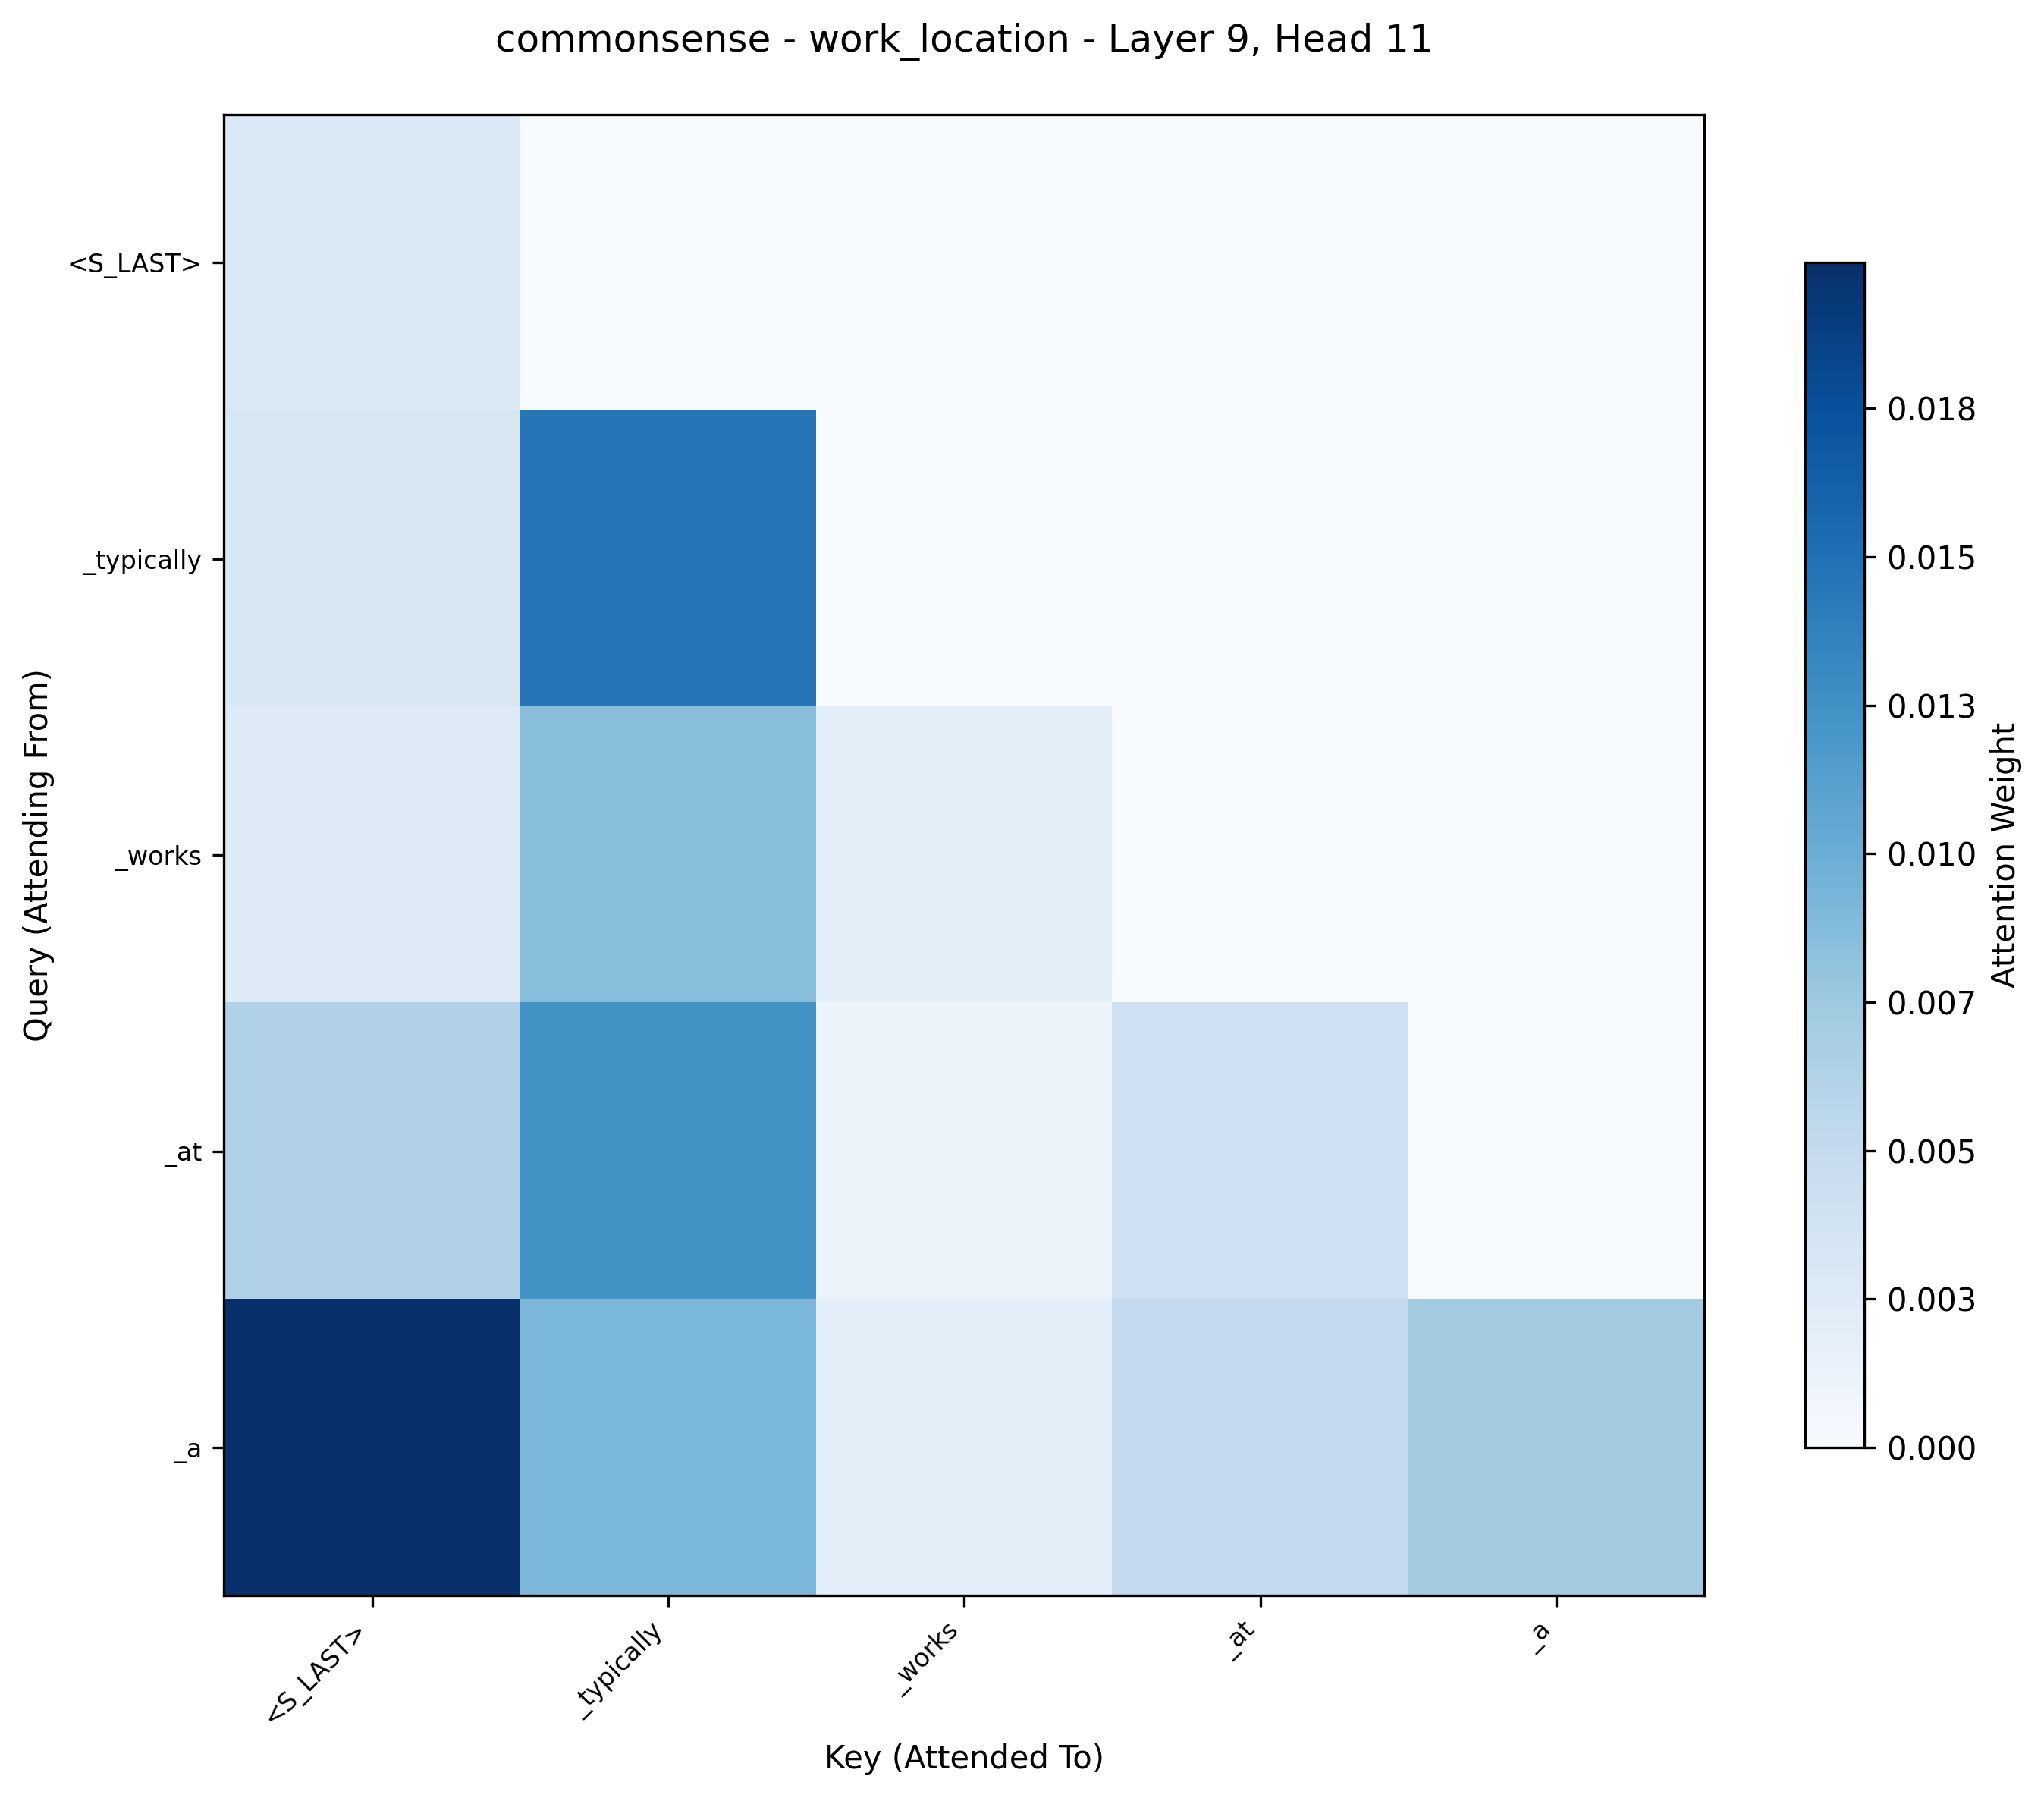 commonsense - work_location - Layer 9, Head 11
Query (Attending From)
<S_LAST>
_typically
_works
_at
_a
<S_LAST>
_typically
_works
_at
_a
Key (Attended To)
0.018
0.015
0.013
0.010
0.007
0.005
0.003
0.000
Attention Weight